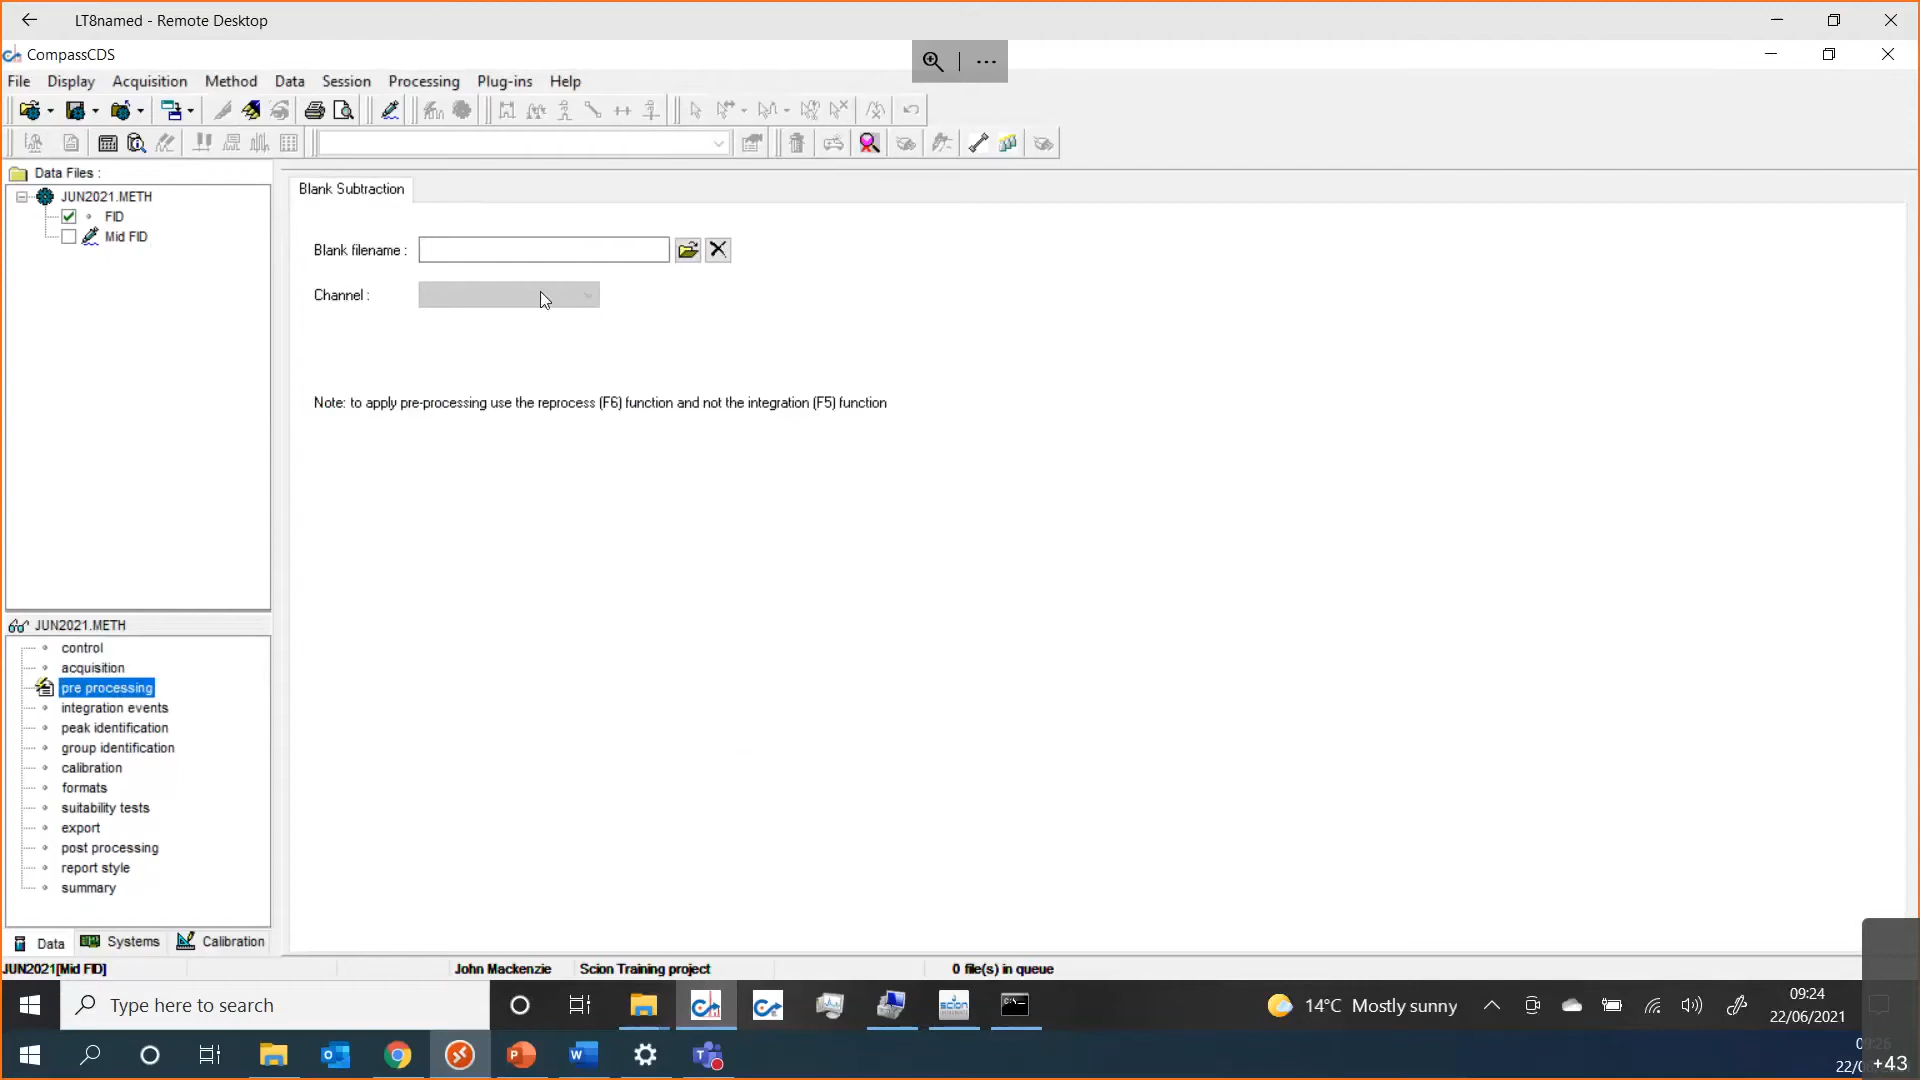 LT8named - Remote Desktop
CompassCDS
File Display Acquisition Method Data Session Processing Plug-ins Help
Data Files :
JUN2021.METH
FID
Mid FID
Blank Subtraction
Blank filename :
Channel :
Note: to apply pre-processing use the reprocess (F6) function and not the integration (F5) function
JUN2021.METH
control
acquisition
pre processing
integration events
peak identification
group identification
calibration
formats
suitability tests
export
post processing
report style
summary
Data Systems Calibration
JUN2021[Mid FID] John Mackenzie Scion Training project 0 file(s) in queue
Type here to search
scion
14°C Mostly sunny
09:24
22/06/2021
+43